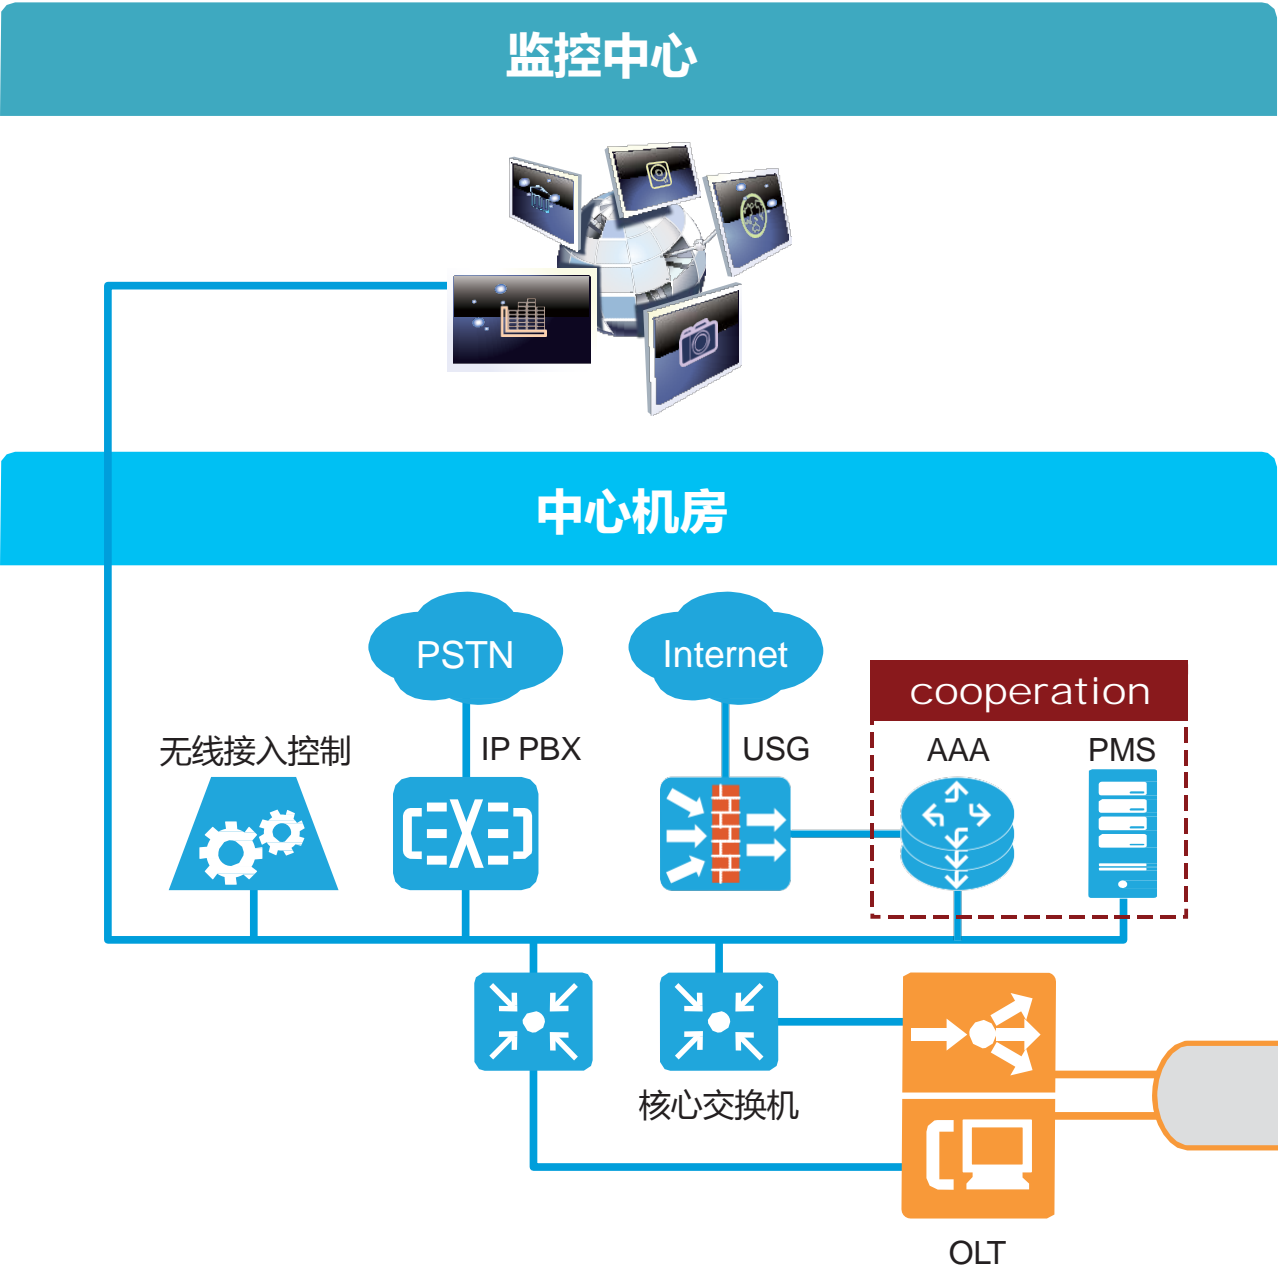 监控中心
中心机房
PSTN
Internet
cooperation
无线接入控制
IP PBX
USG
AAA
PMS
核心交换机
OLT